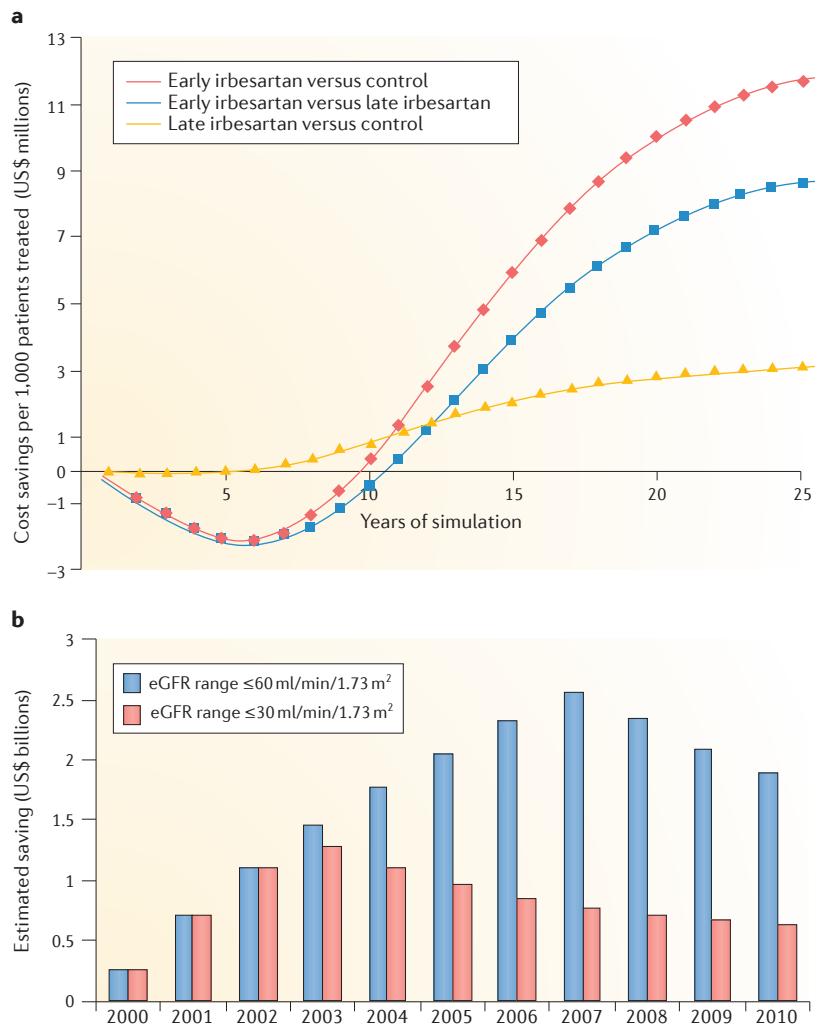 a
Cost savings per 1,000 patients treated (US$ millions)
13
11
9
7
5
3
1
0
−1
−3
Early irbesartan versus control
Early irbesartan versus late irbesartan
Late irbesartan versus control
5
10
15
20
25
Years of simulation
b
Estimated saving (US$ billions)
3
2.5
2
1.5
1
0.5
0
eGFR range ≤60 ml/min/1.73 m²
eGFR range ≤30 ml/min/1.73 m²
2000 2001 2002 2003 2004 2005 2006 2007 2008 2009 2010